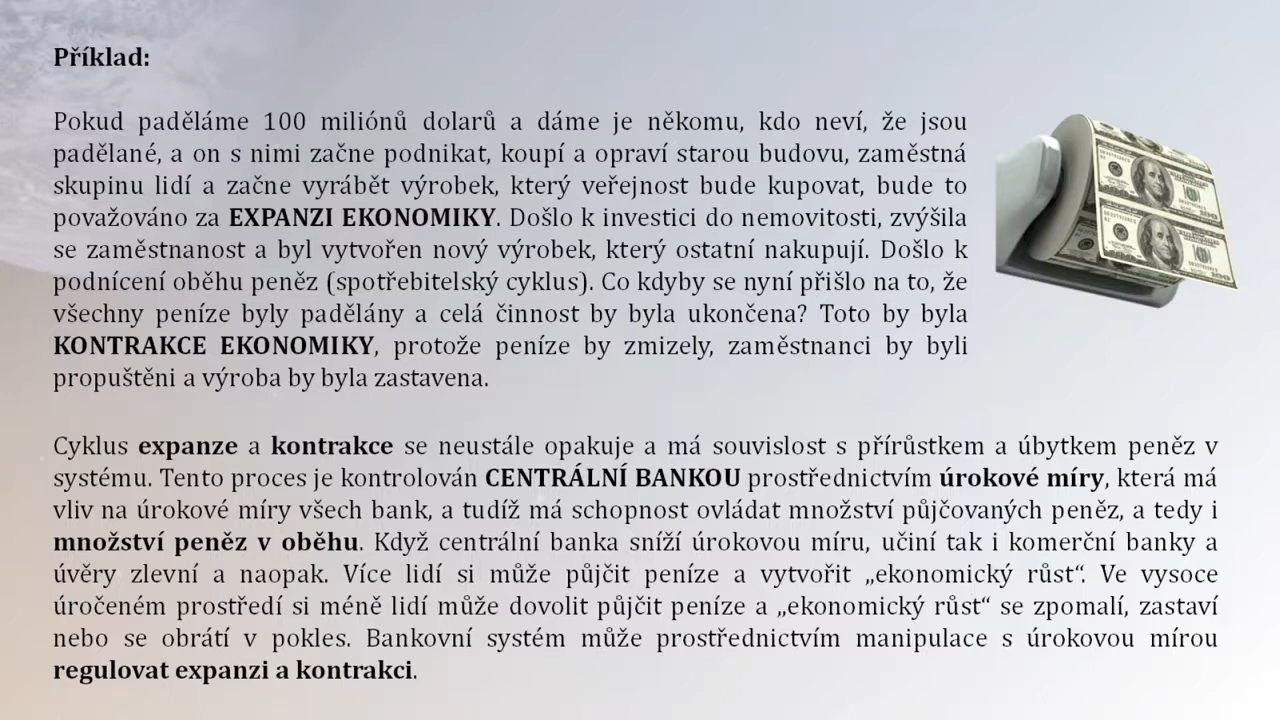 Příklad:
Pokud paděláme 100 miliónů dolarů a dáme je někomu, kdo neví, že jsou
padělané, a on s nimi začne podnikat, koupí a opraví starou budovu, zaměstná
skupinu lidí a začne vyrábět výrobek, který veřejnost bude kupovat, bude to
považováno za EXPANZI EKONOMIKY. Došlo k investici do nemovitosti, zvýšila
se zaměstnanost a byl vytvořen nový výrobek, který ostatní nakupují. Došlo k
podnícení oběhu peněz (spotřebitelský cyklus). Co kdyby se nyní přišlo na to, že
všechny peníze byly padělány a celá činnost by byla ukončena? Toto by byla
KONTRAKCE EKONOMIKY, protože peníze by zmizely, zaměstnanci by byli
propuštěni a výroba by byla zastavena.
Cyklus expanze a kontrakce se neustále opakuje a má souvislost s přírůstkem a úbytkem peněz v
systému. Tento proces je kontrolován CENTRÁLNÍ BANKOU prostřednictvím úrokové míry, která má
vliv na úrokové míry všech bank, a tudíž má schopnost ovládat množství půjčovaných peněz, a tedy i
množství peněz v oběhu. Když centrální banka sníží úrokovou míru, učiní tak i komerční banky a
úvěry zlevní a naopak. Více lidí si může půjčit peníze a vytvořit „ekonomický růst“. Ve vysoce
úročeném prostředí si méně lidí může dovolit půjčit peníze a „ekonomický růst“ se zpomalí, zastaví
nebo se obrátí v pokles. Bankovní systém může prostřednictvím manipulace s úrokovou mírou
regulovat expanzi a kontrakci.